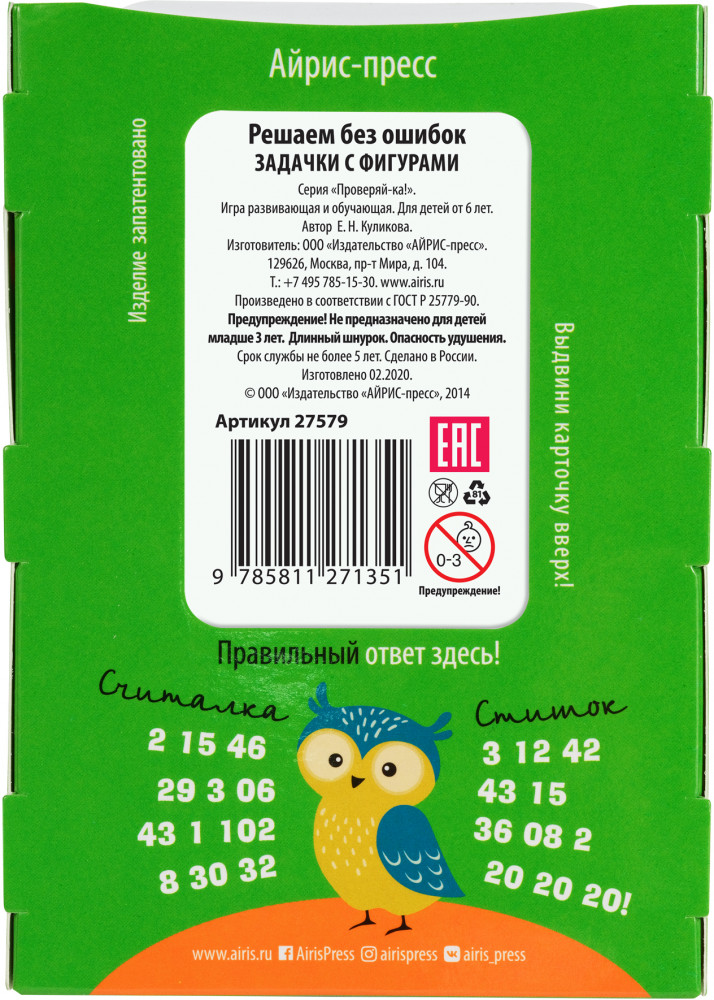 Айрис-пресс
Изделие запатентовано
Решаем без ошибок
ЗАДАЧКИ С ФИГУРАМИ
Серия «Проверяй-ка!».
Игра развивающая и обучающая. Для детей от 6 лет.
Автор Е. Н. Куликова.
Изготовитель: ООО «Издательство «АЙРИС-пресс».
129626, Москва, пр-т Мира, д. 104.
Т.: +7 495 785-15-30. www.airis.ru
Произведено в соответствии с ГОСТ Р 25779-90.
Предупреждение! Не предназначено для детей
младше 3 лет. Длинный шнурок. Опасность удушения.
Срок службы не более 5 лет. Сделано в России.
Изготовлено 02.2020.
© ООО «Издательство «АЙРИС-пресс», 2014
Выдвини карточку вверх!
Артикул 27579
EAC
81
0-3
9 785811 271351
Предупреждение!
Правильный ответ здесь!
Считалка
2 15 46
29 3 06
43 1 102
8 30 32
Стишок
3 12 42
43 15
36 08 2
20 20 20!
www.airis.ru AirisPress airispress airis_press